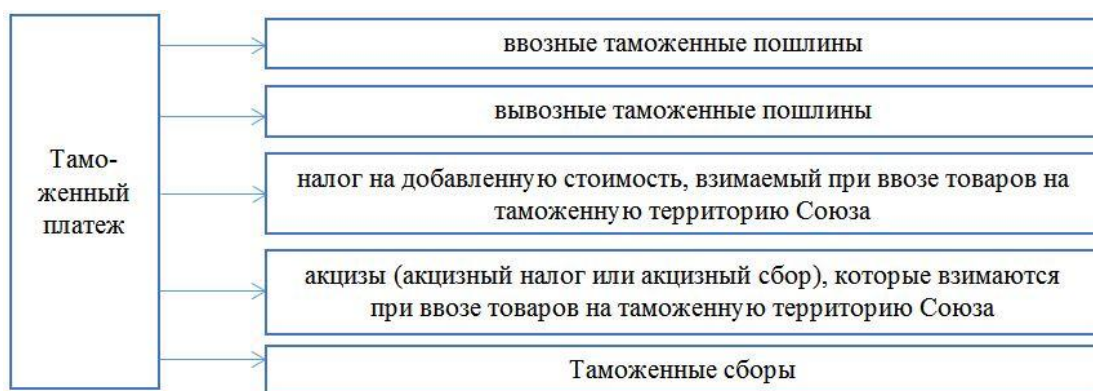 Тамо-
женный
платеж
ввозные таможенные пошлины
вывозные таможенные пошлины
налог на добавленную стоимость, взимаемый при ввозе товаров на
таможенную территорию Союза
акцизы (акцизный налог или акцизный сбор), которые взимаются
при ввозе товаров на таможенную территорию Союза
Таможенные сборы